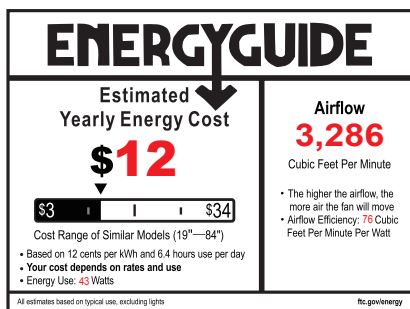 ENERGYGUIDE
Estimated
Yearly Energy Cost
$12
$3 $34
Cost Range of Similar Models (19"—84")
• Based on 12 cents per kWh and 6.4 hours use per day
• Your cost depends on rates and use
• Energy Use: 43 Watts
Airflow
3,286
Cubic Feet Per Minute
• The higher the airflow, the
more air the fan will move
• Airflow Efficiency: 76 Cubic
Feet Per Minute Per Watt
All estimates based on typical use, excluding lights
ftc.gov/energy